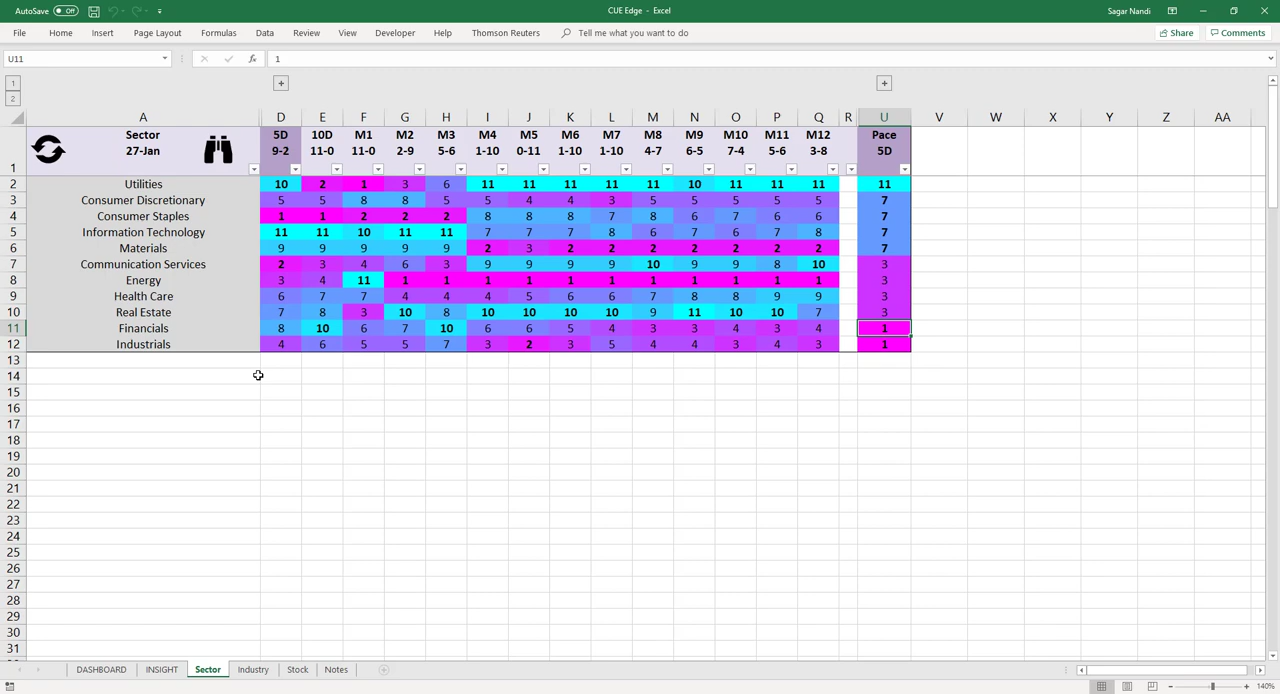 AutoSave Off CUE Edge - Excel Sagar Nandi
File Home Insert Page Layout Formulas Data Review View Developer Help Thomson Reuters Tell me what you want to do Share Comments
U11 fx 1
1
2
A D E F G H I J K L M N O P Q R U V W X Y Z AA
Sector 5D 10D M1 M2 M3 M4 M5 M6 M7 M8 M9 M10 M11 M12 Pace
1 27-Jan 9-2 11-0 11-0 2-9 5-6 1-10 0-11 1-10 1-10 4-7 6-5 7-4 5-6 3-8 5D
2 Utilities 10 2 1 3 6 11 11 11 11 11 10 11 11 11 11
3 Consumer Discretionary 5 5 8 8 5 5 4 4 3 5 5 5 5 5 7
4 Consumer Staples 1 1 2 2 2 8 8 8 7 8 6 7 6 6 7
5 Information Technology 11 11 10 11 11 7 7 7 8 6 7 6 7 8 7
6 Materials 9 9 9 9 9 2 3 2 2 2 2 2 2 2 7
7 Communication Services 2 3 4 6 3 9 9 9 9 10 9 9 8 10 3
8 Energy 3 4 11 1 1 1 1 1 1 1 1 1 1 1 3
9 Health Care 6 7 7 4 4 4 5 6 6 7 8 8 9 9 3
10 Real Estate 7 8 3 10 8 10 10 10 10 9 11 10 10 7 3
11 Financials 8 10 6 7 10 6 6 5 4 3 3 4 3 4 1
12 Industrials 4 6 5 5 7 3 2 3 5 4 4 3 4 3 1
13
14
15
16
17
18
19
20
21
22
23
24
25
26
27
28
29
30
31
DASHBOARD INSIGHT Sector Industry Stock Notes
140%